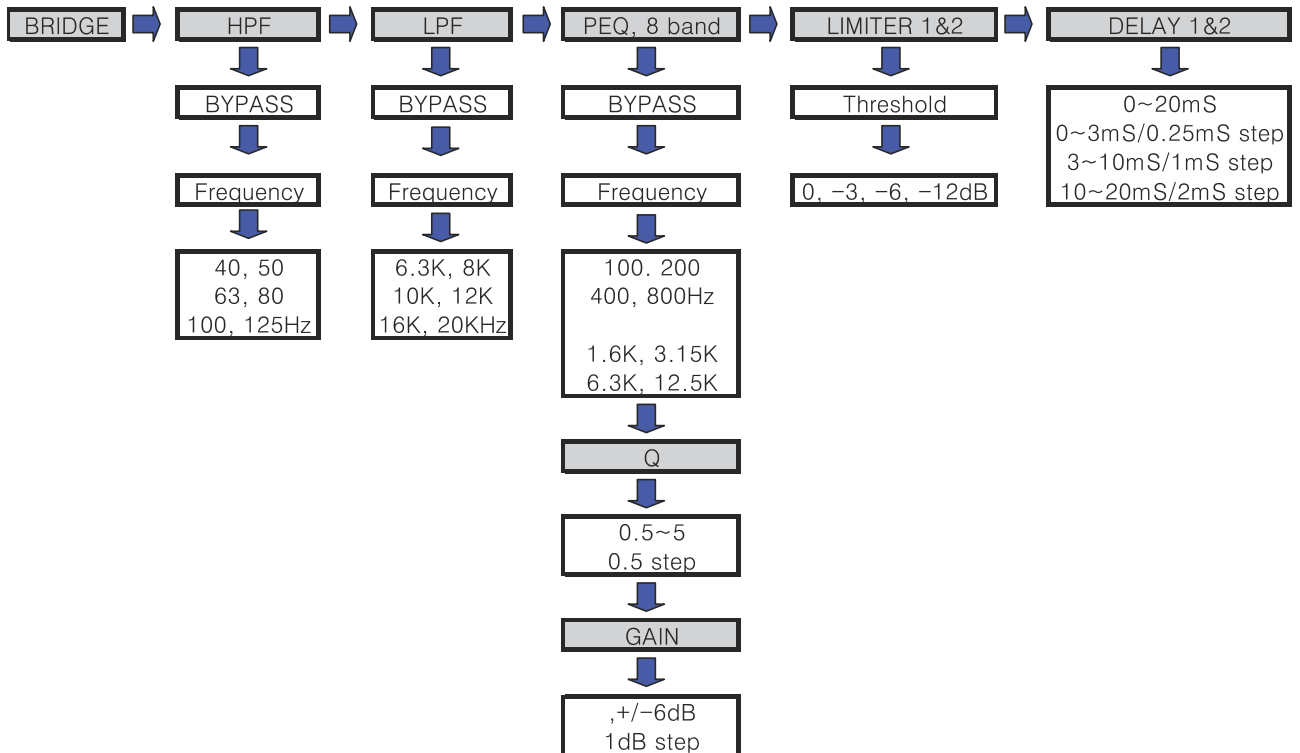 BRIDGE
HPF
LPF
PEQ, 8 band
LIMITER 1&2
DELAY 1&2
BYPASS
BYPASS
BYPASS
Threshold
0~20mS
0~3mS/0.25mS step
3~10mS/1mS step
10~20mS/2mS step
Frequency
Frequency
Frequency
0, −3, −6, −12dB
40, 50
63, 80
100, 125Hz
6.3K, 8K
10K, 12K
16K, 20KHz
100. 200
400, 800Hz
1.6K, 3.15K
6.3K, 12.5K
Q
0.5~5
0.5 step
GAIN
,+/−6dB
1dB step